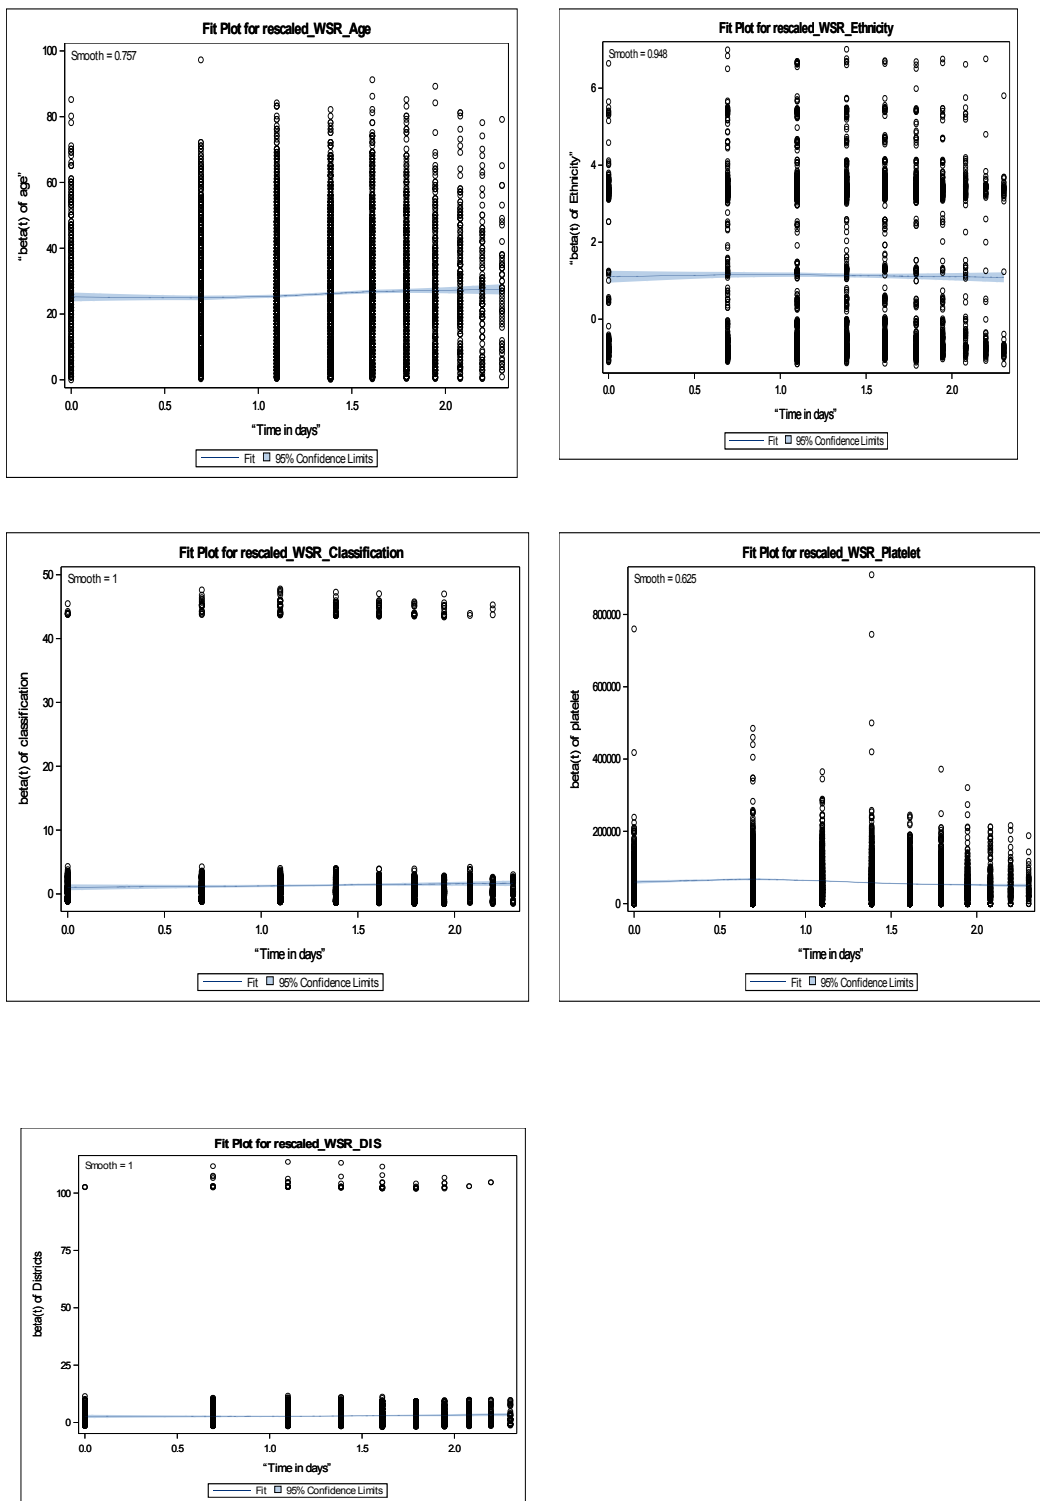 Fit Plot for rescaled_WSR_Age
Smooth = 0.757
100
80
60
40
20
0
"beta(t) of age"
0.0 0.5 1.0 1.5 2.0
"Time in days"
Fit 95% Confidence Limits
Fit Plot for rescaled_WSR_Ethnicity
Smooth = 0.948
6
4
2
0
"beta(t) of Ethnicity"
0.0 0.5 1.0 1.5 2.0
"Time in days"
Fit 95% Confidence Limits
Fit Plot for rescaled_WSR_Classification
Smooth = 1
50
40
30
20
10
0
beta(t) of classification
0.0 0.5 1.0 1.5 2.0
"Time in days"
Fit 95% Confidence Limits
Fit Plot for rescaled_WSR_Platelet
Smooth = 0.625
800000
600000
400000
200000
0
beta(t) of platelet
0.0 0.5 1.0 1.5 2.0
"Time in days"
Fit 95% Confidence Limits
Fit Plot for rescaled_WSR_DIS
Smooth = 1
100
75
50
25
0
beta(t) of Districts
0.0 0.5 1.0 1.5 2.0
"Time in days"
Fit 95% Confidence Limits